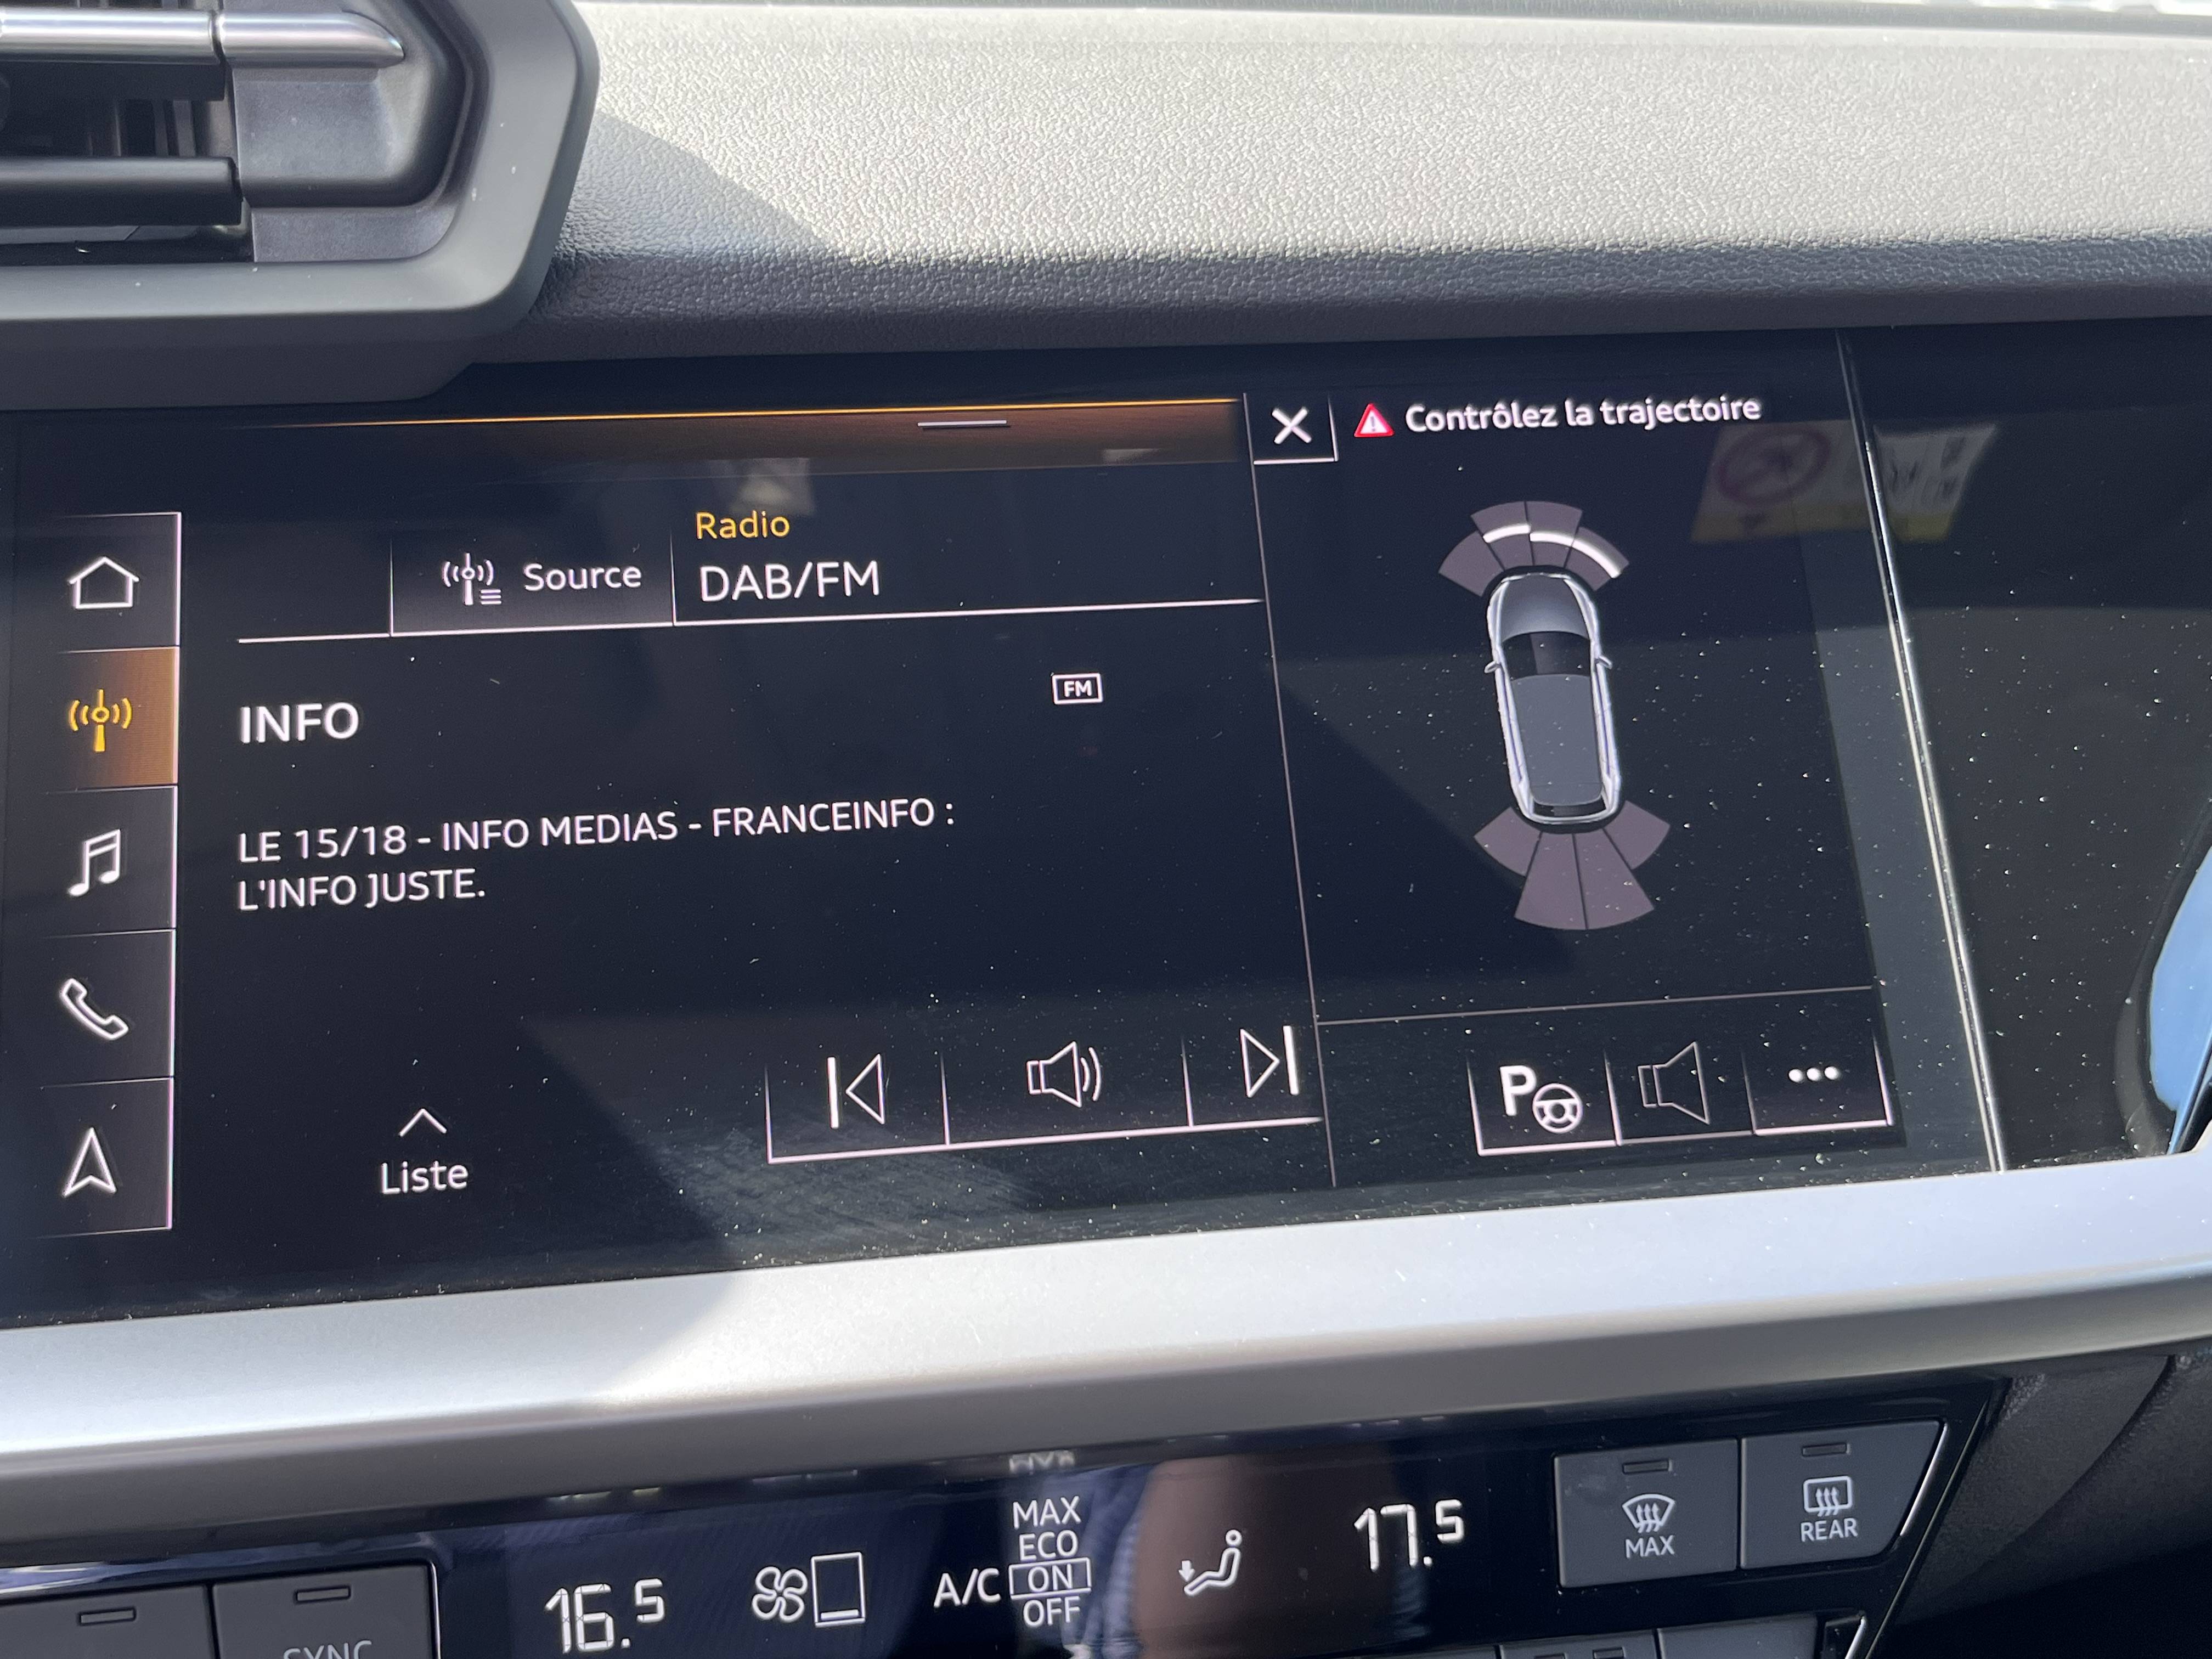 Contrôlez la trajectoire
Radio
Source
DAB/FM
FM
INFO
LE 15/18 - INFO MEDIAS - FRANCEINFO :
L'INFO JUSTE.
Liste
P
MAX
ECO
A/C ON
OFF
16.5
17.5
MAX
REAR
SYNC